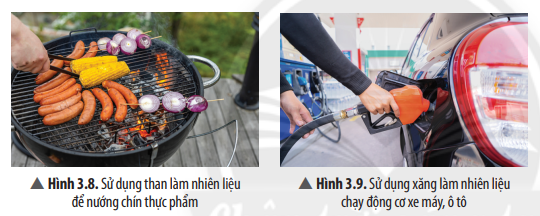 ▲ Hình 3.8. Sử dụng than làm nhiên liệu
để nướng chín thực phẩm
▲ Hình 3.9. Sử dụng xăng làm nhiên liệu
chạy động cơ xe máy, ô tô